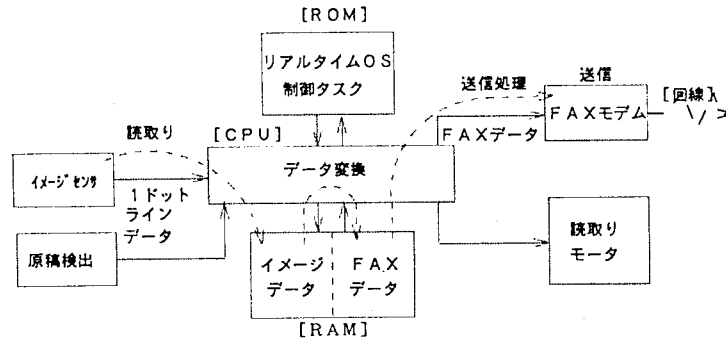 [ROM]
リアルタイムOS
制御タスク
送信処理
送信
[回線]
FAXモデム
読取り
[CPU]
FAXデータ
データ変換
イメージセンサ
1ドット
ライン
データ
原稿検出
イメージ
データ
FAX
データ
読取り
モータ
[RAM]